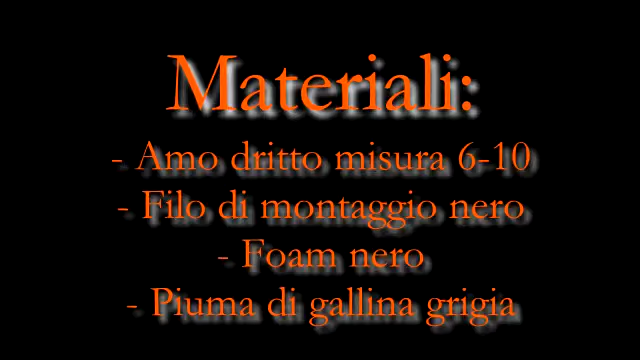 Materiali:
- Amo dritto misura 6-10
- Filo di montaggio nero
- Foam nero
- Piuma di gallina grigia